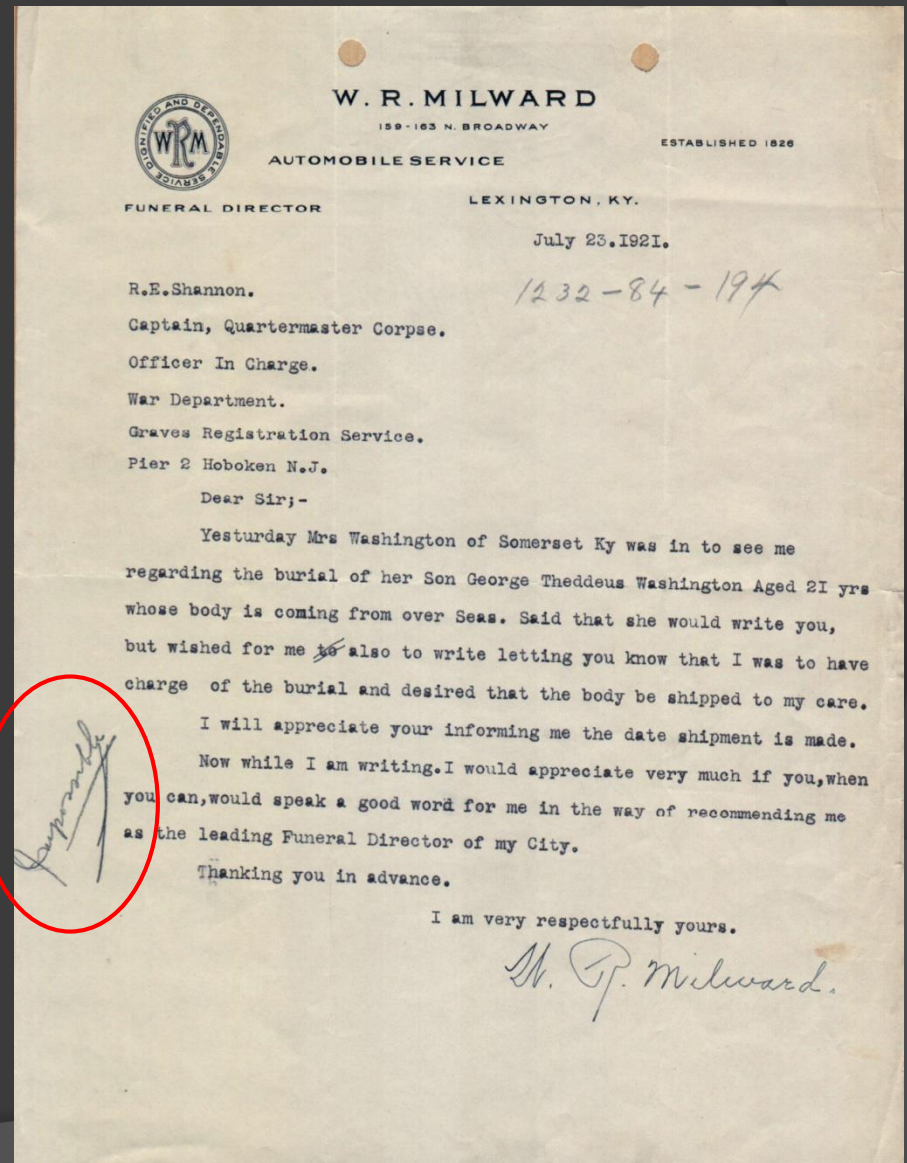 W. R. MILWARD
159-163 N. BROADWAY
ESTABLISHED 1826
DIGNIFIED AND DEPENDABLE SERVICE
WRM
AUTOMOBILE SERVICE
FUNERAL DIRECTOR
LEXINGTON, KY.
July 23.I92I.
1232-84-194
R.E.Shannon.
Captain, Quartermaster Corpse.
Officer In Charge.
War Department.
Graves Registration Service.
Pier 2 Hoboken N.J.
Dear Sir;-
Yesturday Mrs Washington of Somerset Ky was in to see me
regarding the burial of her Son George Theddeus Washington Aged 2I yrs
whose body is coming from over Seas. Said that she would write you,
but wished for me to also to write letting you know that I was to have
charge of the burial and desired that the body be shipped to my care.
I will appreciate your informing me the date shipment is made.
Now while I am writing.I would appreciate very much if you,when
you can,would speak a good word for me in the way of recommending me
as the leading Funeral Director of my City.
Thanking you in advance.
I am very respectfully yours.
W. R. Milward.
Impossible